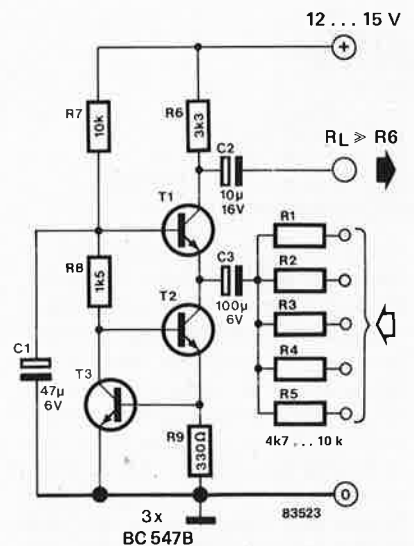 12 ... 15 V
+
R7
10k
R6
3k3
C2
10µ
16V
RL ≫ R6
T1
R1
C3
R2
100µ
6V
R8
1k5
T2
R3
R4
C1
47µ
6V
T3
R5
R9
330Ω
4k7 ... 10 k
0
3x
BC 547B
83523